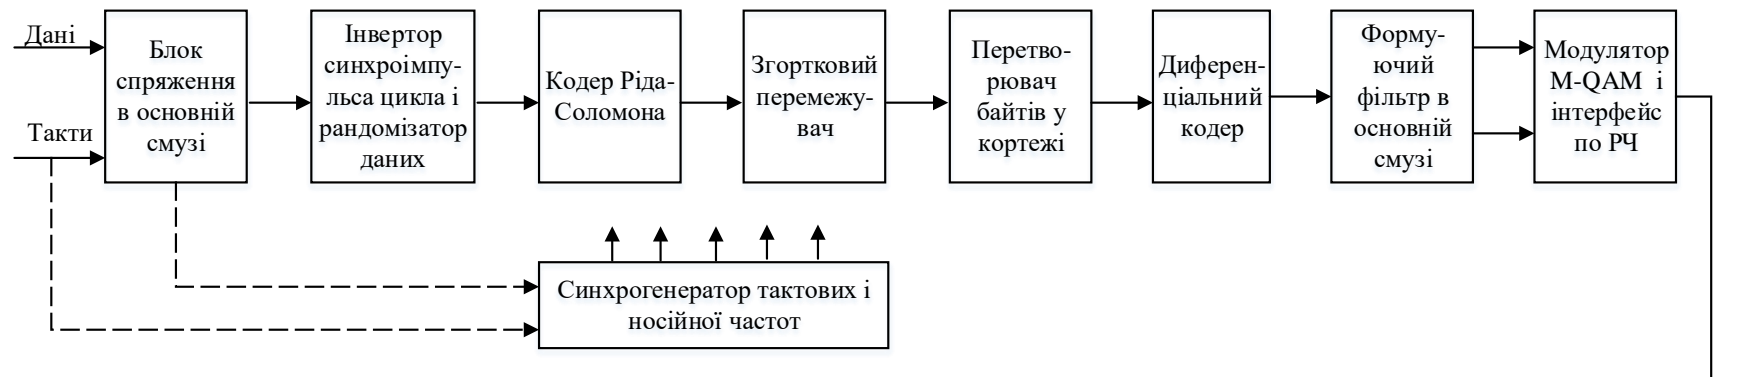 Дані
Такти
Блок
спряження
в основній
смузі
Інвертор
синхроімпу-
льса цикла і
рандомізатор
даних
Кодер Ріда-
Соломона
Згортковий
перемежу-
вач
Перетво-
рювач
байтів у
кортежі
Диферен-
ціальний
кодер
Форму-
ючий
фільтр в
основній
смузі
Модулятор
M-QAM і
інтерфейс
по РЧ
Синхрогенератор тактових і
носійної частот